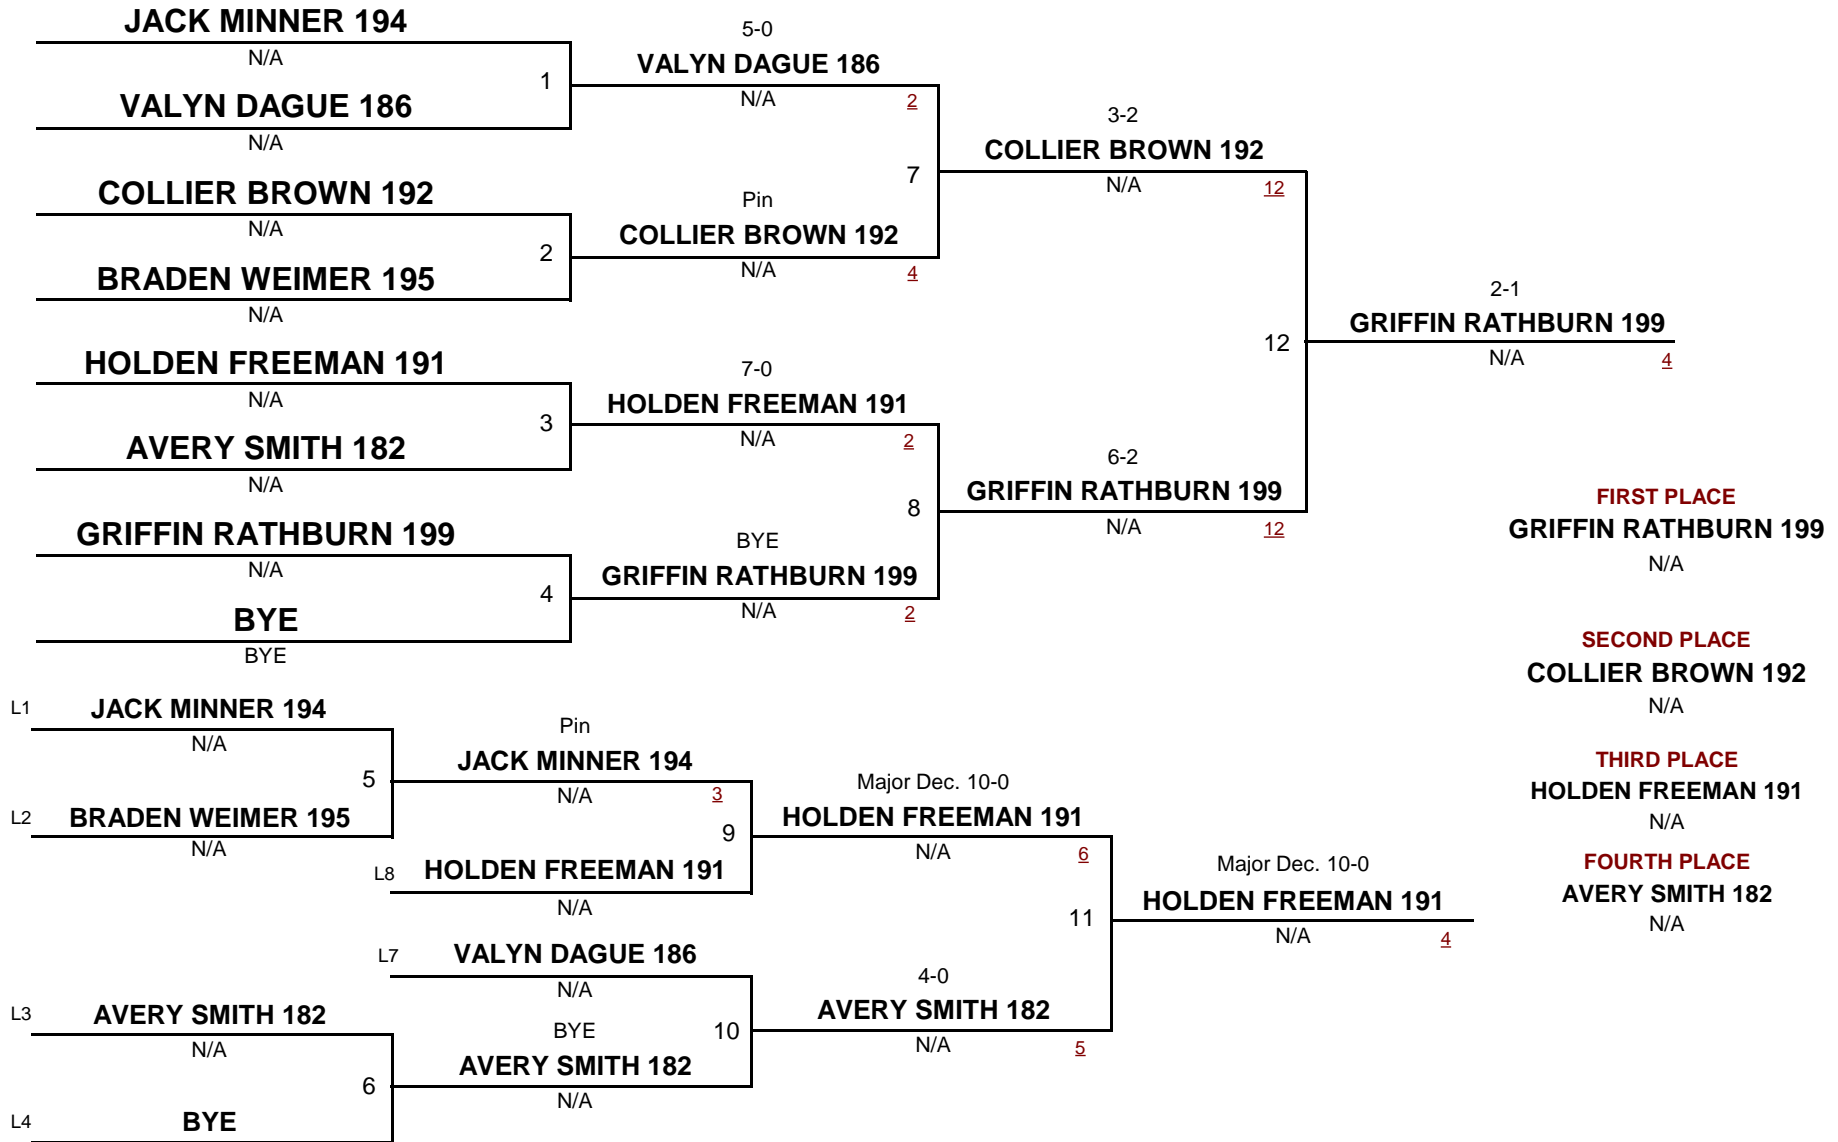 JACK MINNER 194
N/A
1
VALYN DAGUE 186
N/A
COLLIER BROWN 192
N/A
2
BRADEN WEIMER 195
N/A
HOLDEN FREEMAN 191
N/A
3
AVERY SMITH 182
N/A
GRIFFIN RATHBURN 199
N/A
4
BYE
BYE
5-0
VALYN DAGUE 186
N/A 2
7
Pin
COLLIER BROWN 192
N/A 4
7-0
HOLDEN FREEMAN 191
N/A 2
8
BYE
GRIFFIN RATHBURN 199
N/A 2
3-2
COLLIER BROWN 192
N/A 12
12
6-2
GRIFFIN RATHBURN 199
N/A 12
2-1
GRIFFIN RATHBURN 199
N/A 4
FIRST PLACE
GRIFFIN RATHBURN 199
N/A
SECOND PLACE
COLLIER BROWN 192
N/A
THIRD PLACE
HOLDEN FREEMAN 191
N/A
FOURTH PLACE
AVERY SMITH 182
N/A
L1 JACK MINNER 194
N/A
5
L2 BRADEN WEIMER 195
N/A
L3 AVERY SMITH 182
N/A
6
L4 BYE
Pin
JACK MINNER 194
N/A 3
9
L8 HOLDEN FREEMAN 191
N/A
L7 VALYN DAGUE 186
N/A
BYE 10
AVERY SMITH 182
N/A
Major Dec. 10-0
HOLDEN FREEMAN 191
N/A 6
11
4-0
AVERY SMITH 182
N/A 5
Major Dec. 10-0
HOLDEN FREEMAN 191
N/A 4